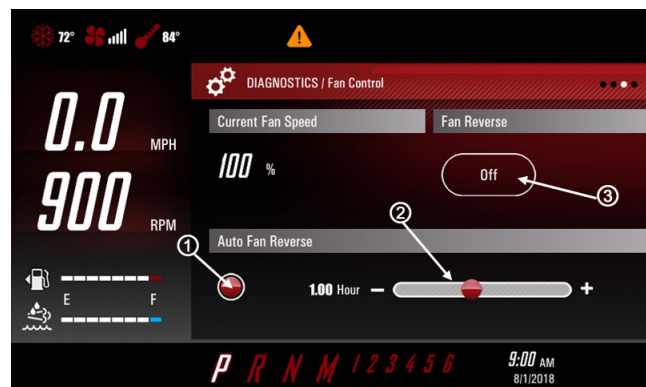 72° 84°
DIAGNOSTICS / Fan Control
Current Fan Speed Fan Reverse
0.0 MPH
100 % Off
3
900 RPM
2
1
Auto Fan Reverse
1.00 Hour − +
E F
P R N M 1 2 3 4 5 6 9:00 AM
8/1/2018